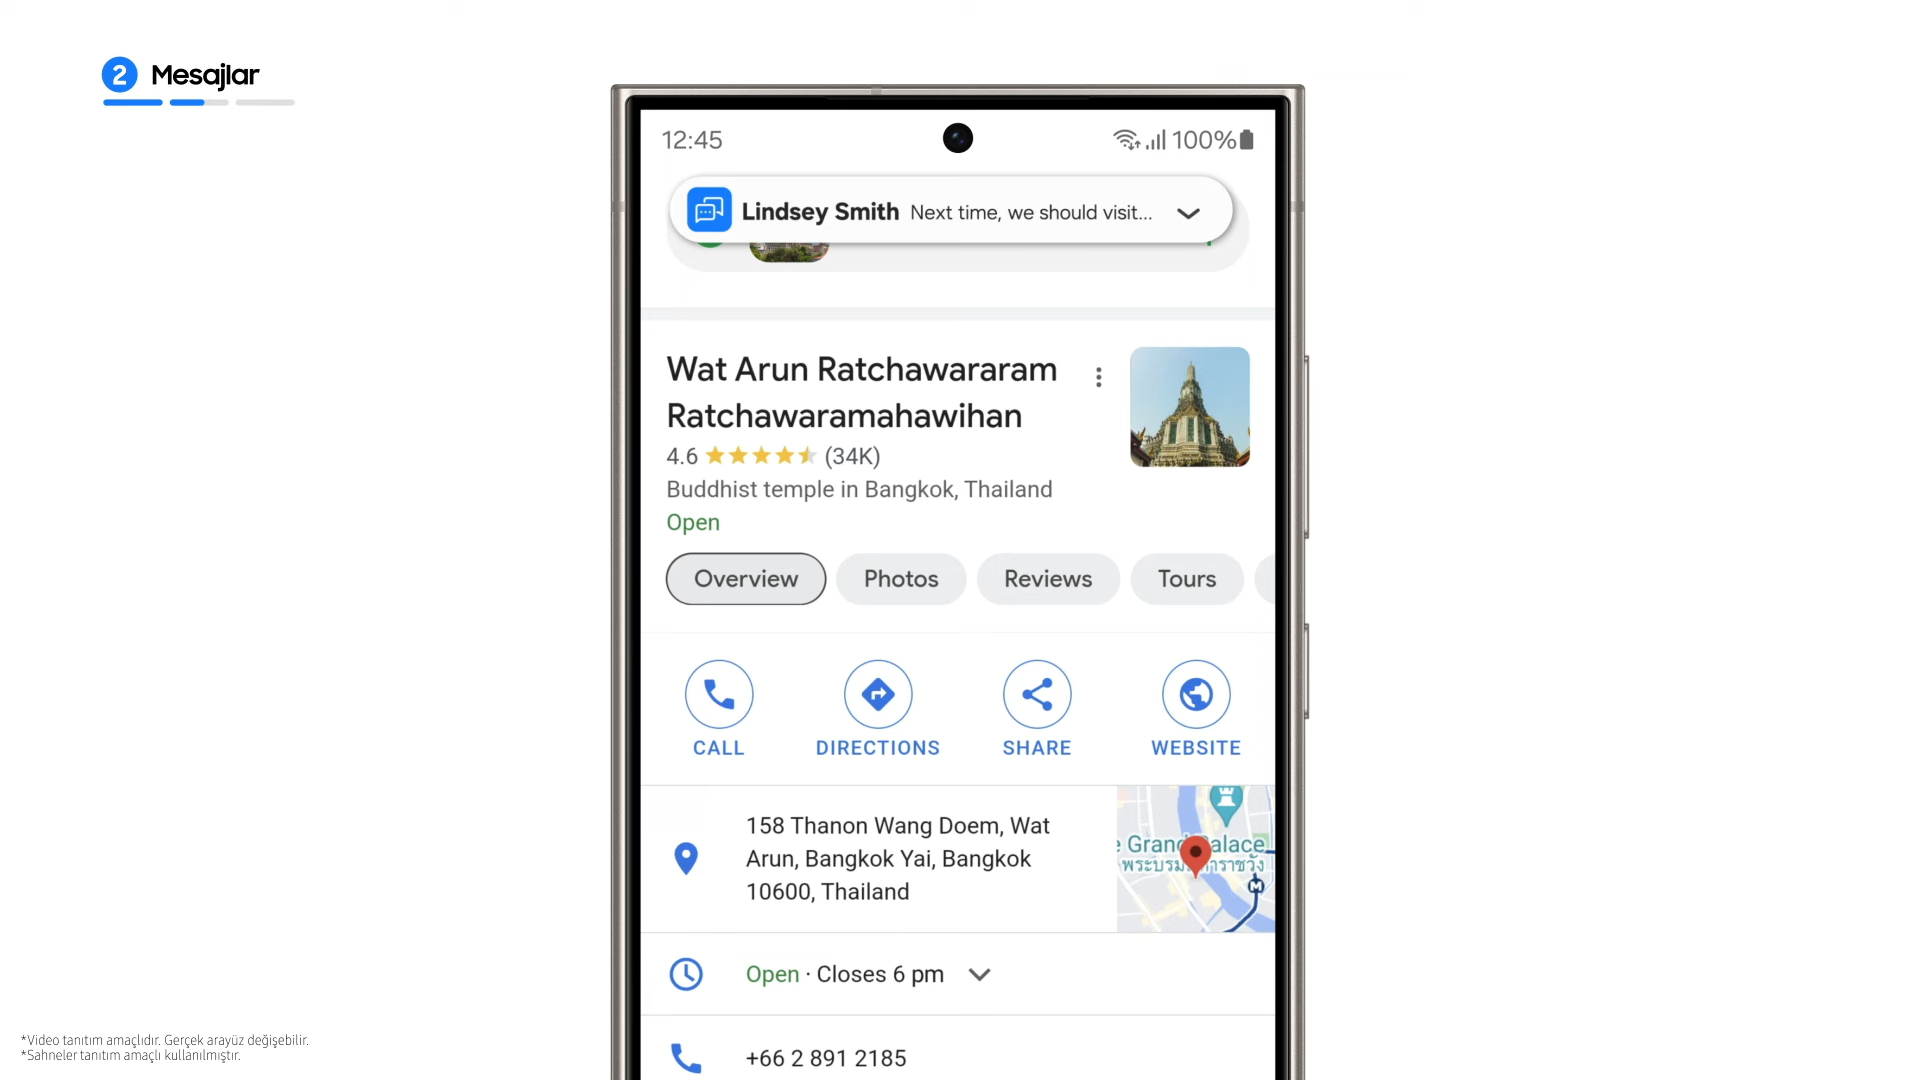 2 Mesajlar
12:45
100%
Lindsey Smith Next time, we should visit...
Wat Arun Ratchawararam
Ratchawaramahawihan
4.6 (34K)
Buddhist temple in Bangkok, Thailand
Open
Overview Photos Reviews Tours
CALL DIRECTIONS SHARE WEBSITE
158 Thanon Wang Doem, Wat
Arun, Bangkok Yai, Bangkok
10600, Thailand
M
Open · Closes 6 pm
+66 2 891 2185
*Video tanıtım amaçlıdır. Gerçek arayüz değişebilir.
*Sahneler tanıtım amaçlı kullanılmıştır.